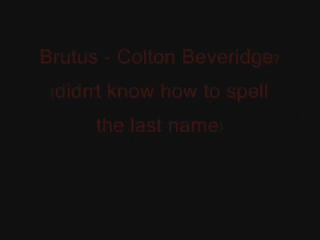 Brutus - Colton Beveridge?
(didnt know how to spell
the last name)